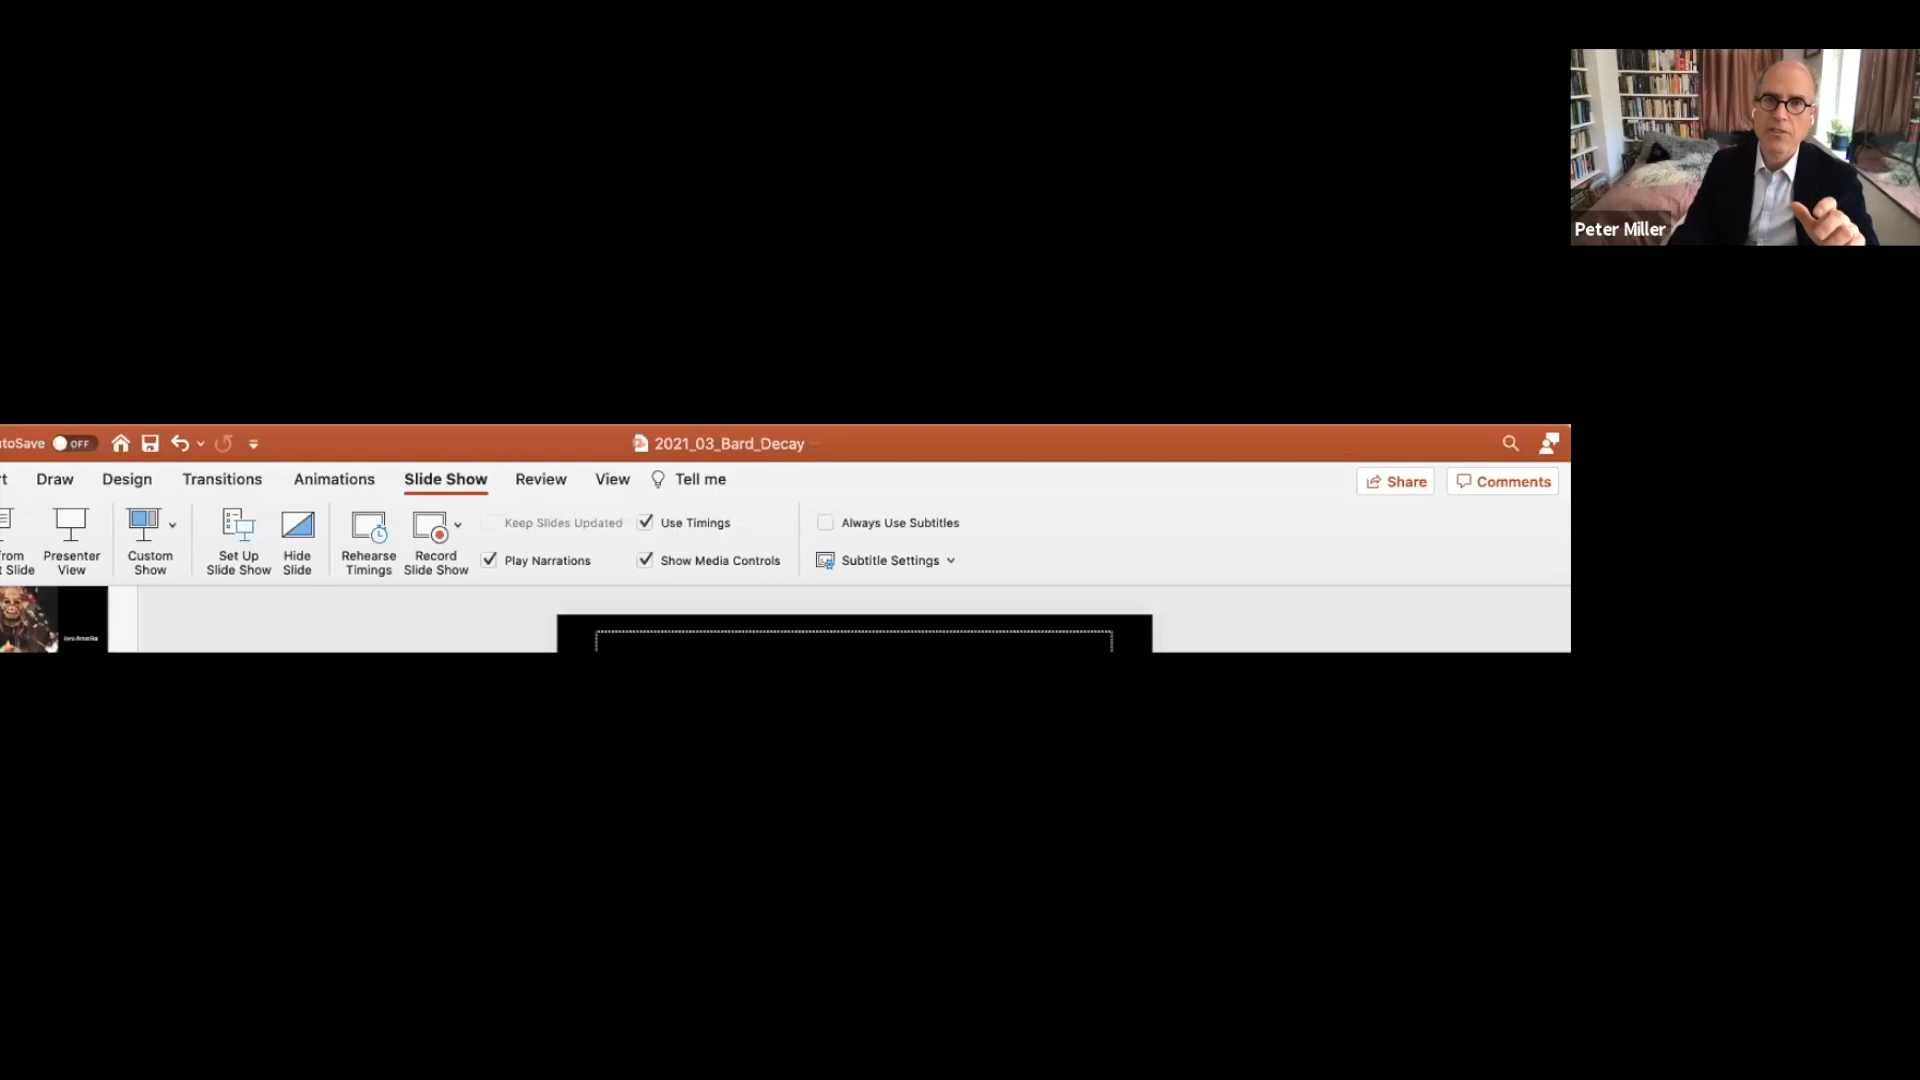 Peter Miller
toSave OFF
2021_03_Bard_Decay
t Draw Design Transitions Animations Slide Show Review View Tell me
Share Comments
rom
t Slide
Presenter
View
Custom
Show
Set Up
Slide Show
Hide
Slide
Rehearse
Timings
Record
Slide Show
Keep Slides Updated
Play Narrations
Use Timings
Show Media Controls
Always Use Subtitles
Subtitle Settings